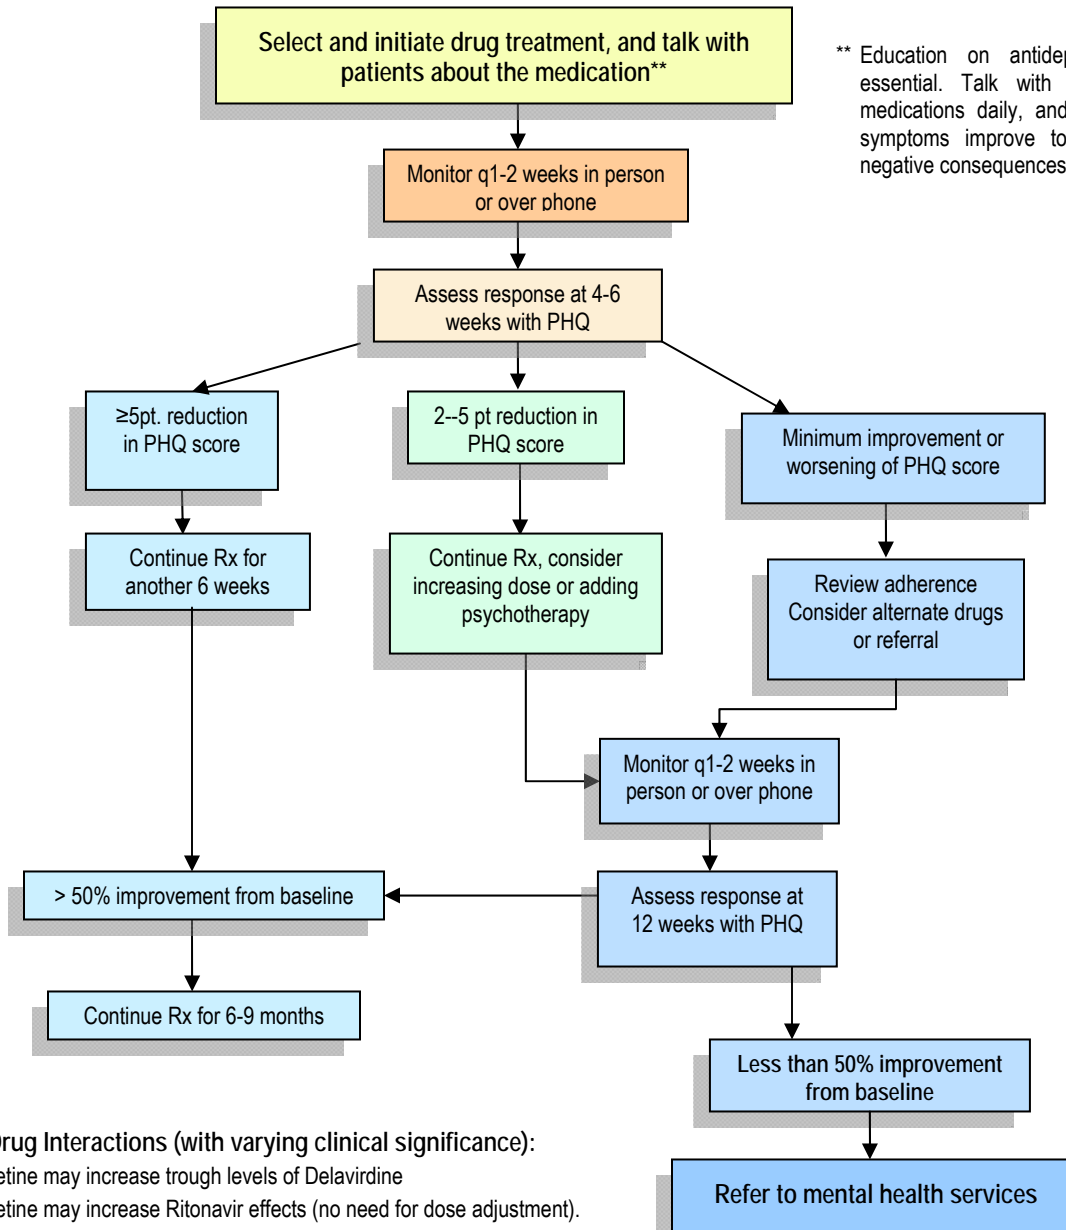 Select and initiate drug treatment, and talk with
patients about the medication**
** Education on
essential. Talk with
medications daily, and
symptoms improve to
negative consequences
Monitor q1-2 weeks in person
or over phone
Assess response at 4-6
weeks with PHQ
≥5pt. reduction
in PHQ score
2--5 pt reduction in
PHQ score
Minimum improvement or
worsening of PHQ score
Continue Rx for
another 6 weeks
Continue Rx, consider
increasing dose or adding
psychotherapy
Review adherence
Consider alternate drugs
or referral
Monitor q1-2 weeks in
person or over phone
> 50% improvement from baseline
Assess response at
12 weeks with PHQ
Continue Rx for 6-9 months
Less than 50% improvement
from baseline
Drug Interactions (with varying clinical significance):
etine may increase trough levels of Delavirdine
etine may increase Ritonavir effects (no need for dose adjustment).
Refer to mental health services